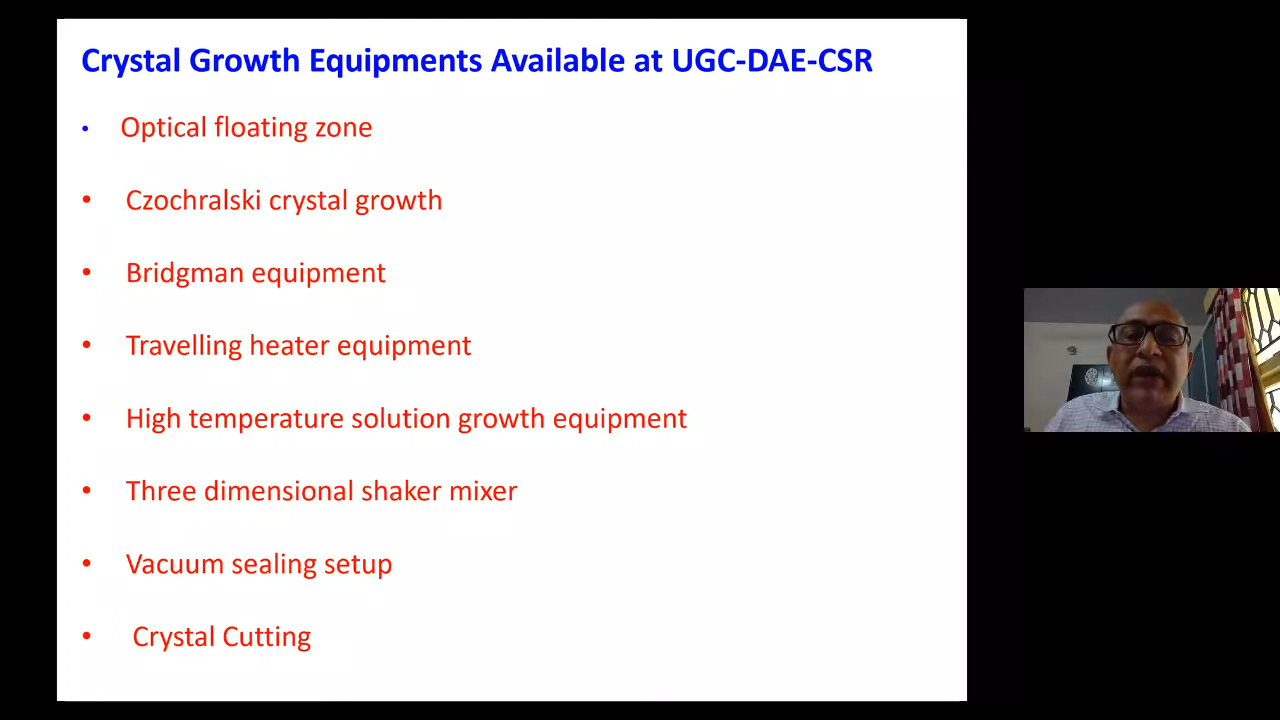 Crystal Growth Equipments Available at UGC-DAE-CSR
• Optical floating zone
• Czochralski crystal growth
• Bridgman equipment
• Travelling heater equipment
• High temperature solution growth equipment
• Three dimensional shaker mixer
• Vacuum sealing setup
• Crystal Cutting